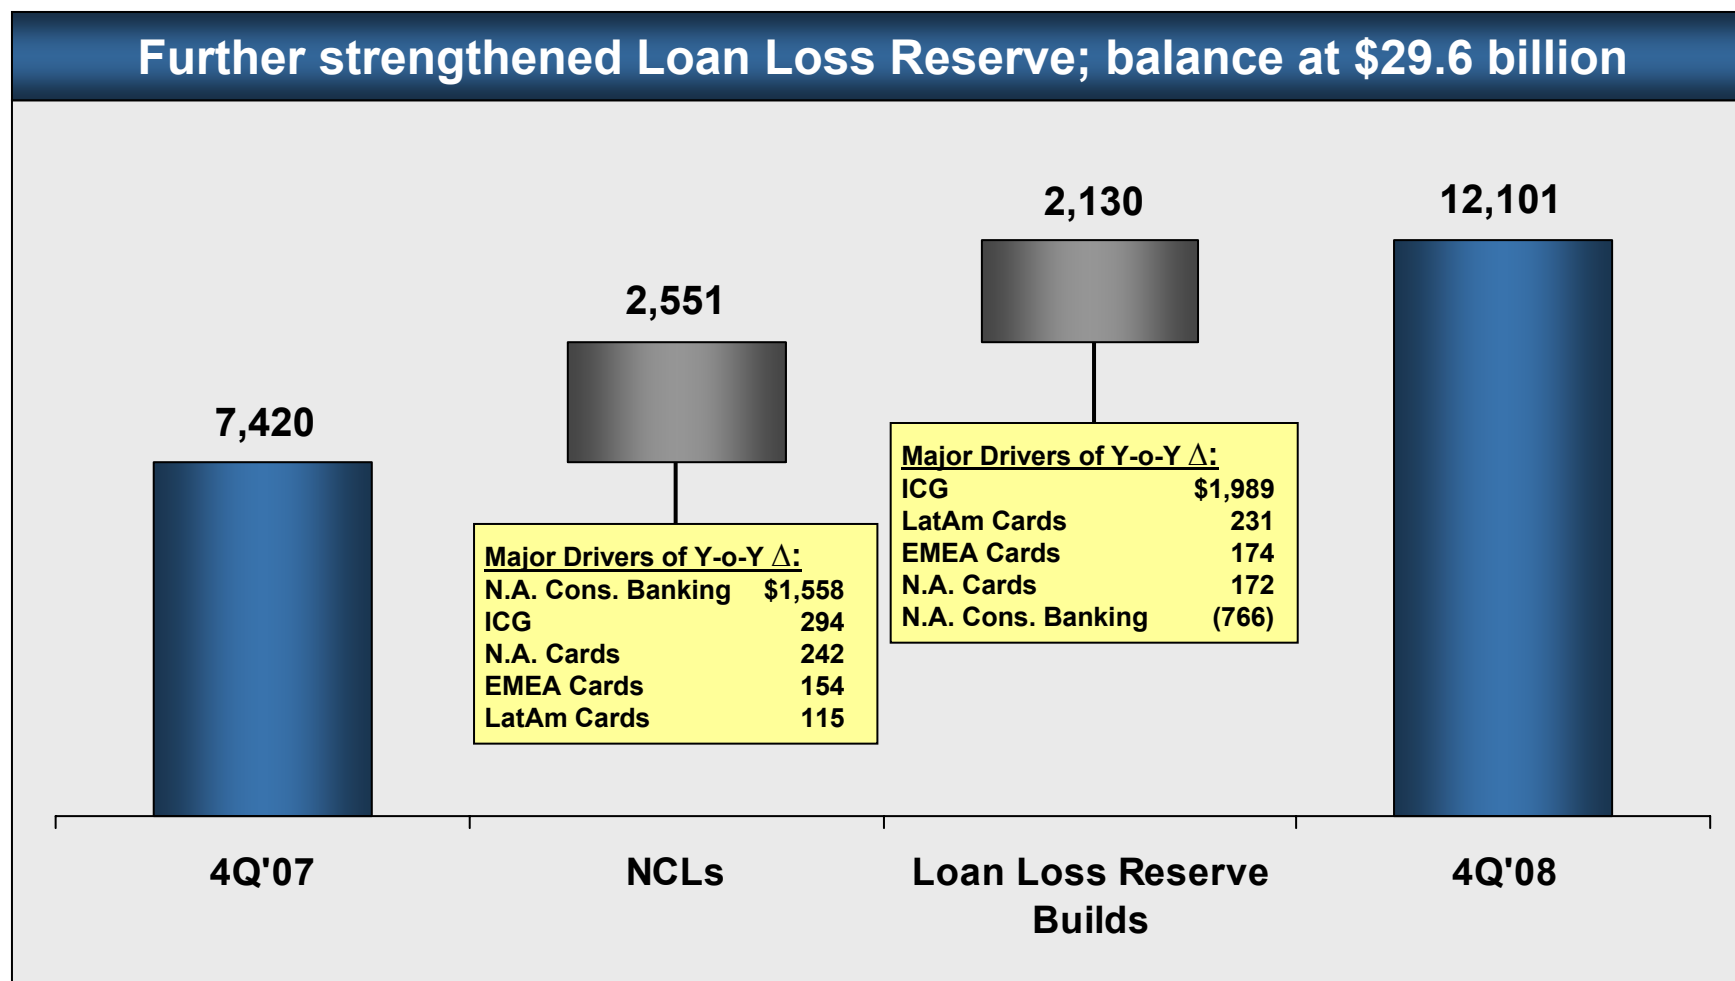 Further strengthened Loan Loss Reserve; balance at $29.6 billion
7,420
2,551
2,130
12,101
Major Drivers of Y-o-Y Δ:
N.A. Cons. Banking $1,558
ICG 294
N.A. Cards 242
EMEA Cards 154
LatAm Cards 115
Major Drivers of Y-o-Y Δ:
ICG $1,989
LatAm Cards 231
EMEA Cards 174
N.A. Cards 172
N.A. Cons. Banking (766)
4Q'07
NCLs
Loan Loss Reserve
Builds
4Q'08